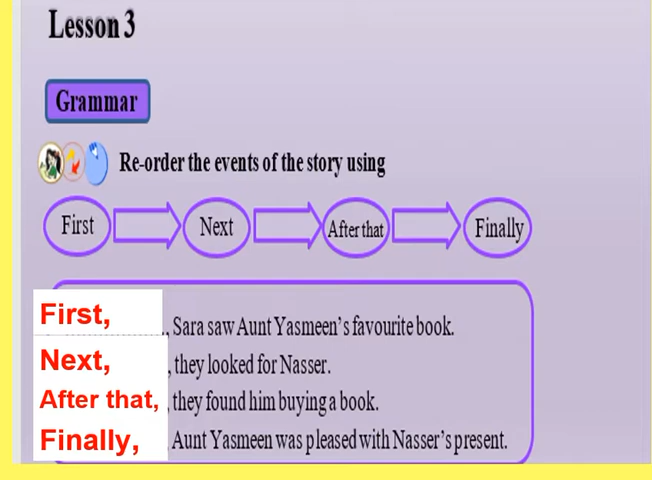 Lesson 3
Grammar
Re-order the events of the story using
First Next After that Finally
First, ., Sara saw Aunt Yasmeen's favourite book.
Next, , they looked for Nasser.
After that, , they found him buying a book.
Finally, , Aunt Yasmeen was pleased with Nasser's present.